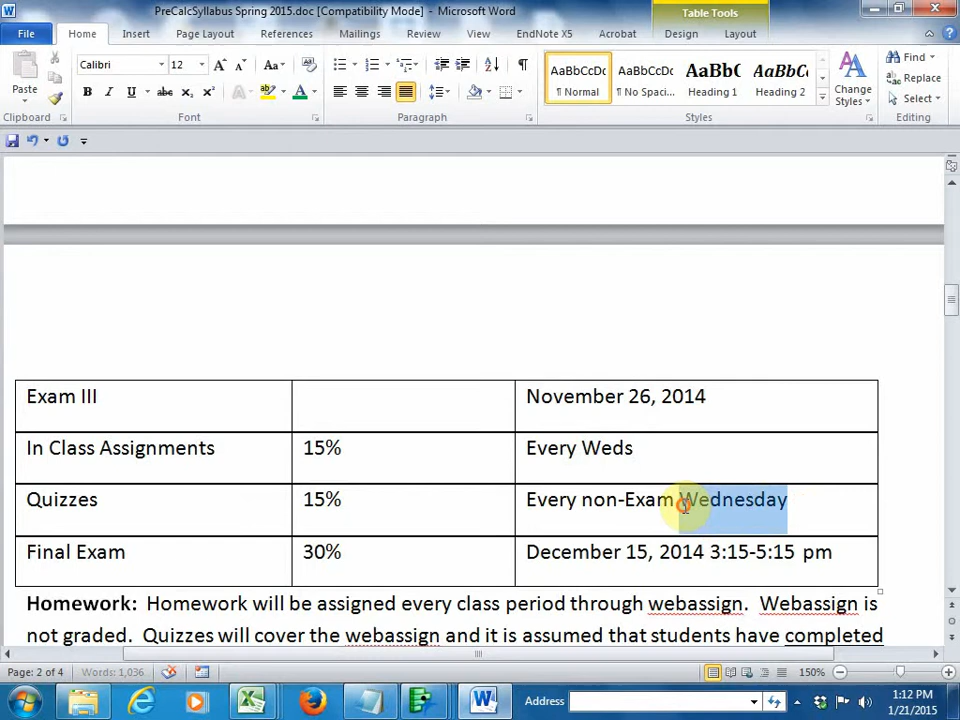 PreCalcSyllabus Spring 2015.doc [Compatibility Mode] - Microsoft Word
Table Tools
File Home Insert Page Layout References Mailings Review View EndNote X5 Acrobat Design Layout
Calibri 12 Aa
Paste
B I U abc X₂ X² A
AaBbCcDc AaBbCcDc AaBbC( AaBbCc
¶ Normal ¶ No Spaci... Heading 1 Heading 2
Change Styles
Find
Replace
Select
Clipboard Font Paragraph Styles Editing
Exam III November 26, 2014
In Class Assignments 15% Every Weds
Quizzes 15% Every non-Exam Wednesday
Final Exam 30% December 15, 2014 3:15-5:15 pm
Homework: Homework will be assigned every class period through webassign. Webassign is
not graded. Quizzes will cover the webassign and it is assumed that students have completed
Page: 2 of 4 Words: 1,036 150%
Address
1:12 PM
1/21/2015